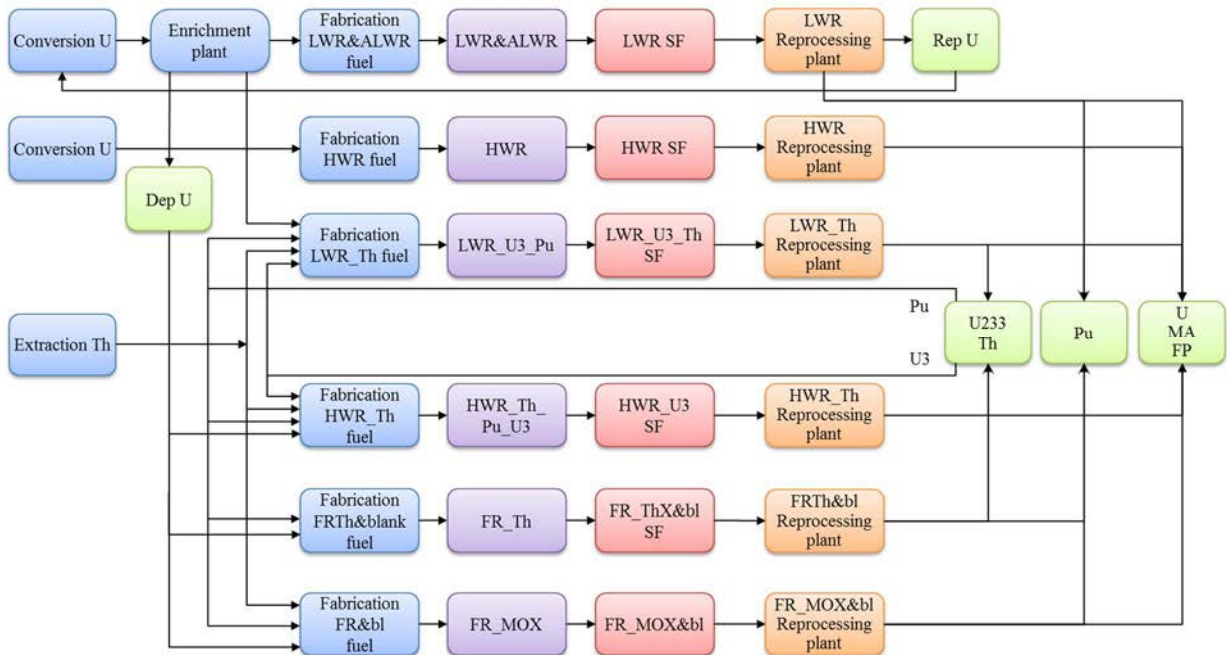 Conversion U
Enrichment
plant
Fabrication
LWR&ALWR
fuel
LWR&ALWR
LWR SF
LWR
Reprocessing
plant
Rep U
Conversion U
Fabrication
HWR fuel
HWR
HWR SF
HWR
Reprocessing
plant
Dep U
Fabrication
LWR_Th fuel
LWR_U3_Pu
LWR_U3_Th
SF
LWR_Th
Reprocessing
plant
Extraction Th
Pu
U3
U233
Th
Pu
U
MA
FP
Fabrication
HWR_Th
fuel
HWR_Th_
Pu_U3
HWR_U3
SF
HWR_Th
Reprocessing
plant
Fabrication
FRTh&blank
fuel
FR_Th
FR_ThX&bl
SF
FRTh&bl
Reprocessing
plant
Fabrication
FR&bl
fuel
FR_MOX
FR_MOX&bl
FR_MOX&bl
Reprocessing
plant